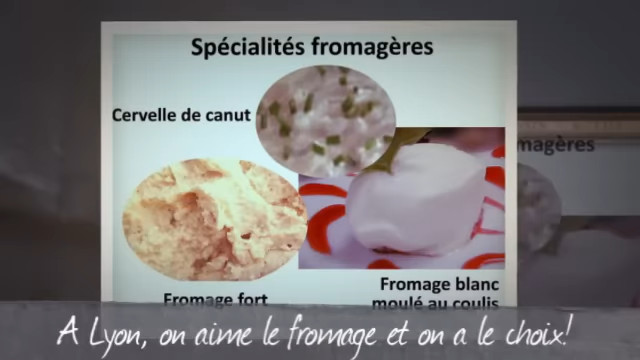 Spécialités fromagères
Cervelle de canut
magères
Fromage fort
Fromage blanc
moulé au coulis
A Lyon, on aime le fromage et on a le choix!